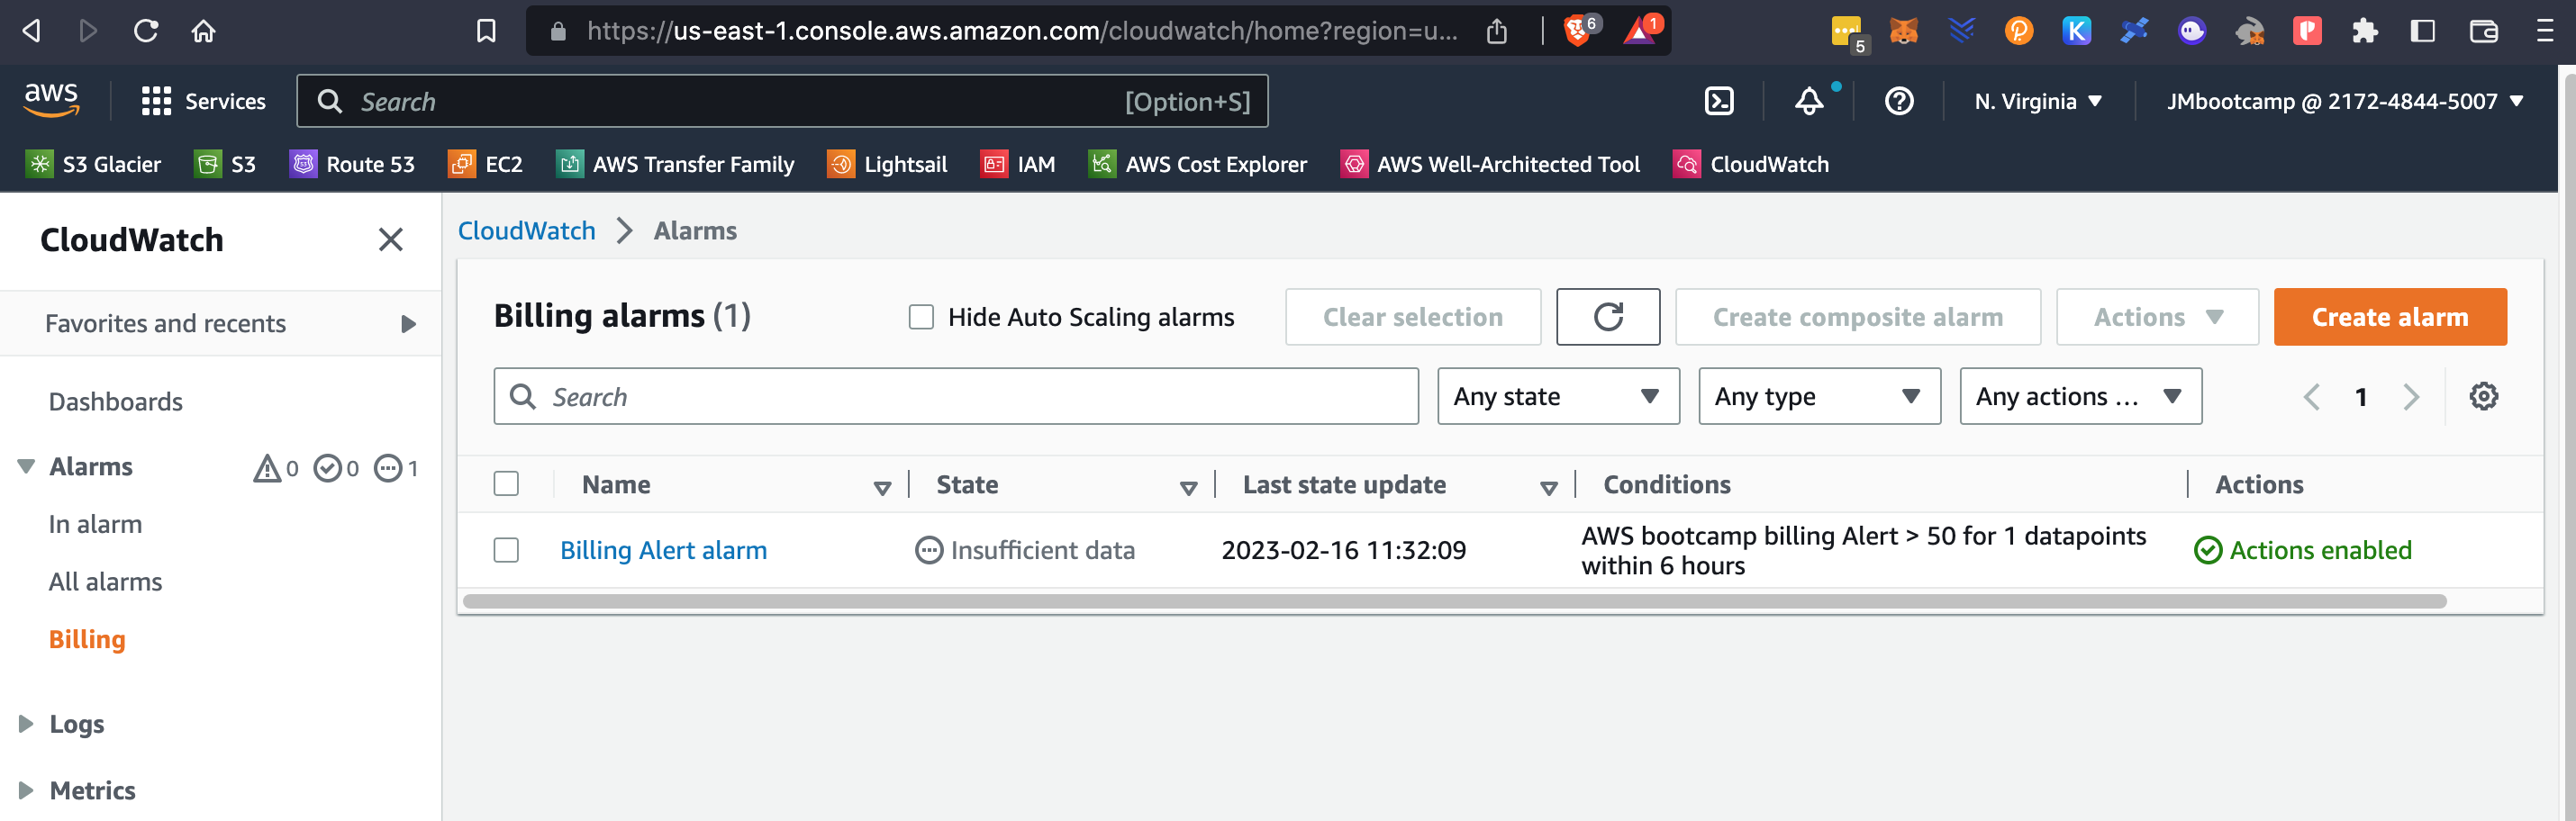 https://us-east-1.console.aws.amazon.com/cloudwatch/home?region=u...
6
1
5
K
aws
Services
Search
[Option+S]
N. Virginia
JMbootcamp @ 2172-4844-5007
S3 Glacier
S3
Route 53
EC2
AWS Transfer Family
Lightsail
IAM
AWS Cost Explorer
AWS Well-Architected Tool
CloudWatch
CloudWatch
Favorites and recents
Dashboards
Alarms
0
0
1
In alarm
All alarms
Billing
Logs
Metrics
CloudWatch
Alarms
Billing alarms (1)
Hide Auto Scaling alarms
Clear selection
Create composite alarm
Actions
Create alarm
Search
Any state
Any type
Any actions ...
1
Name
State
Last state update
Conditions
Actions
Billing Alert alarm
Insufficient data
2023-02-16 11:32:09
AWS bootcamp billing Alert > 50 for 1 datapoints
within 6 hours
Actions enabled